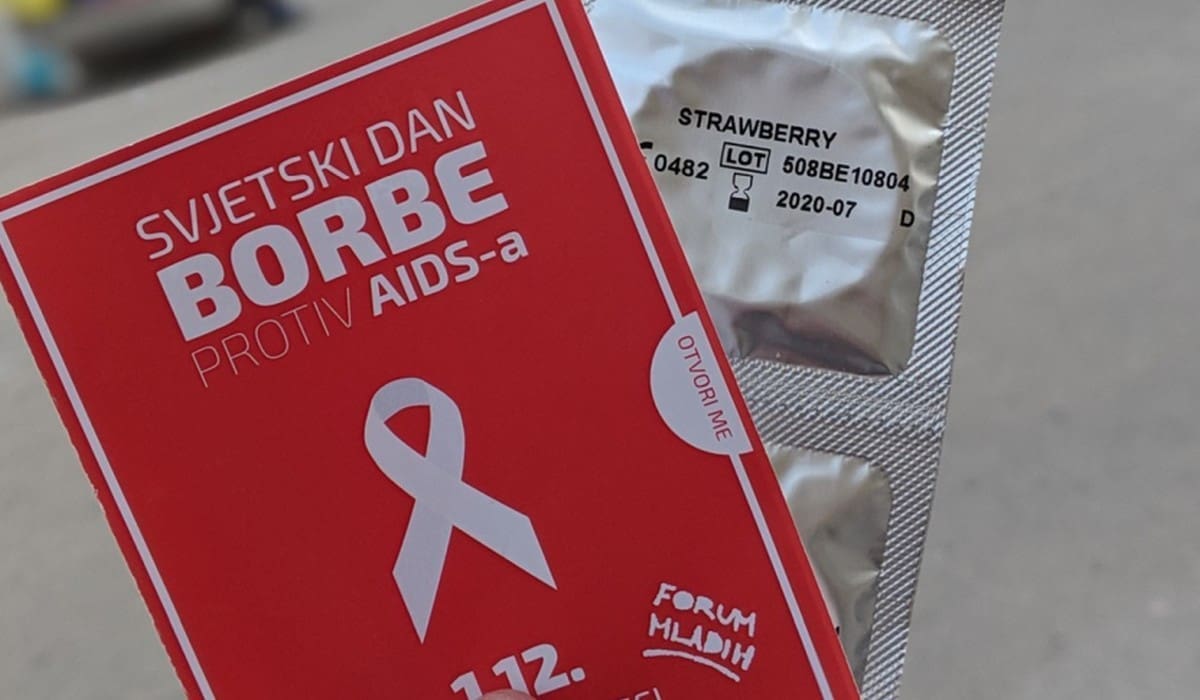 SVJETSKI DAN
BORBE
PROTIV AIDS-a
OTVORI ME
FORUM
MLADIH
1.12.
STRAWBERRY
0482 LOT 508BE10804
2020-07
D